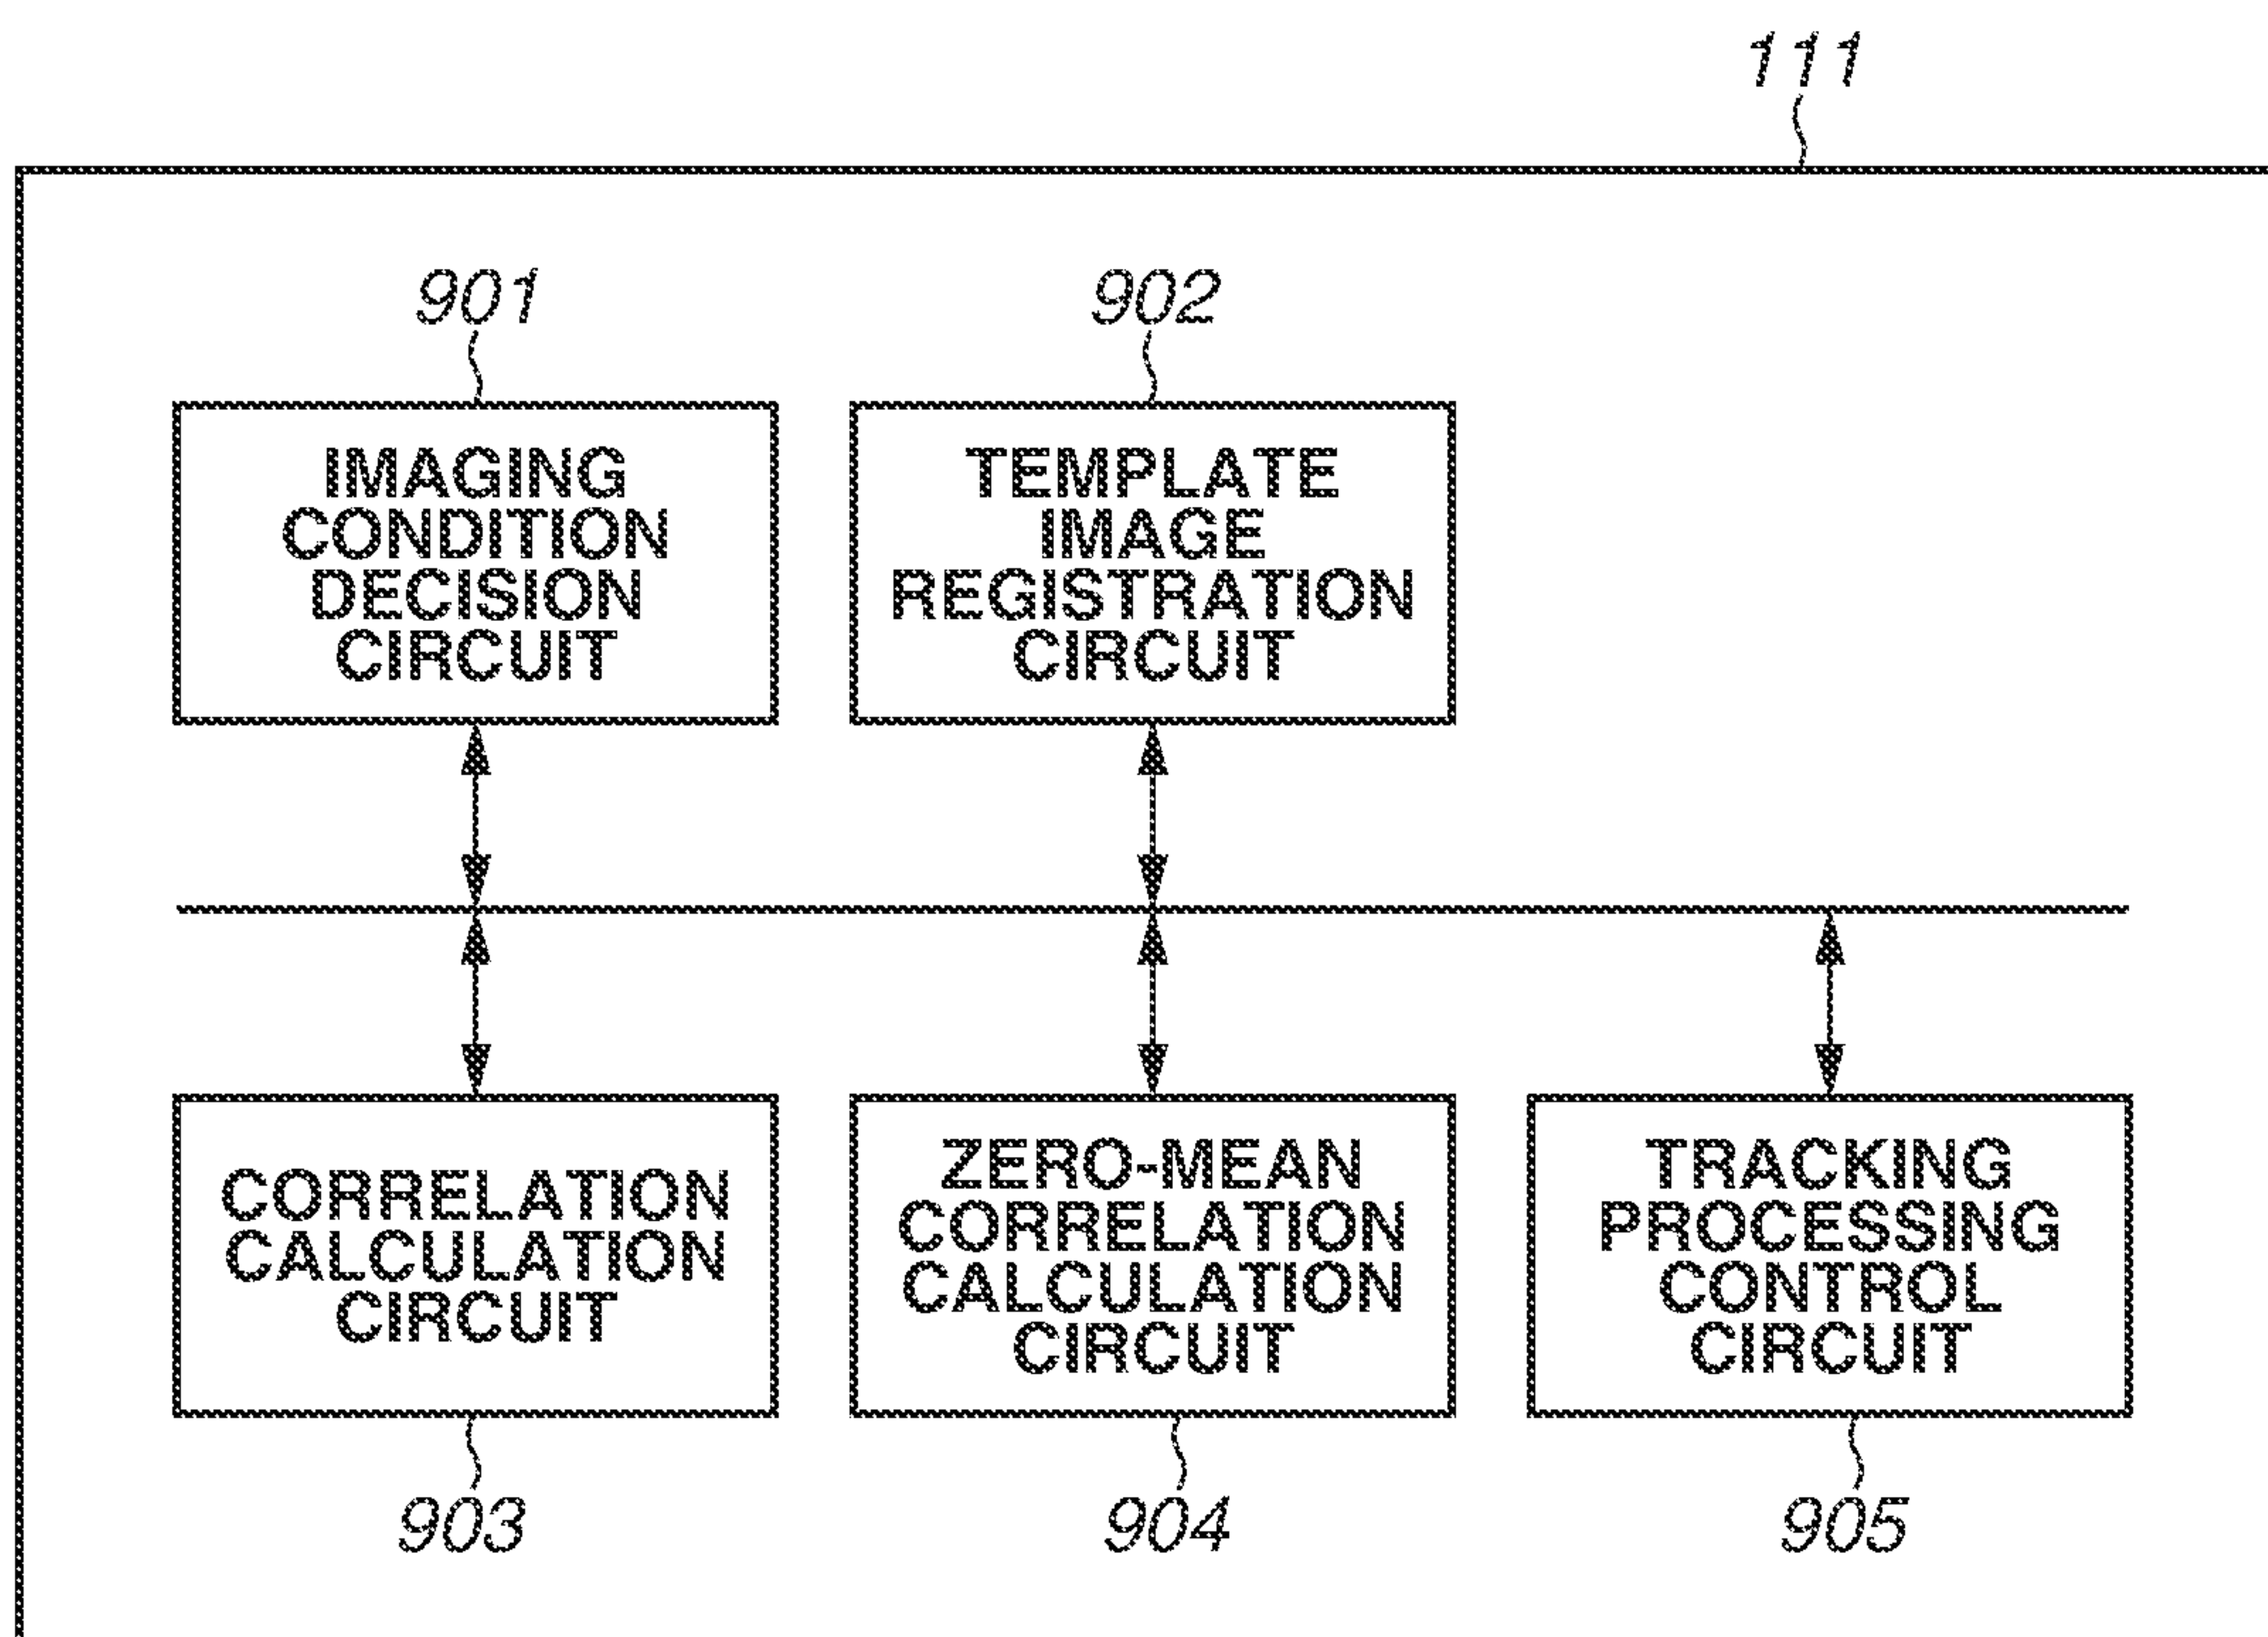 111
901
902
IMAGING
CONDITION
DECISION
CIRCUIT
TEMPLATE
IMAGE
REGISTRATION
CIRCUIT
CORRELATION
CALCULATION
CIRCUIT
ZERO-MEAN
CORRELATION
CALCULATION
CIRCUIT
TRACKING
PROCESSING
CONTROL
CIRCUIT
903
904
905